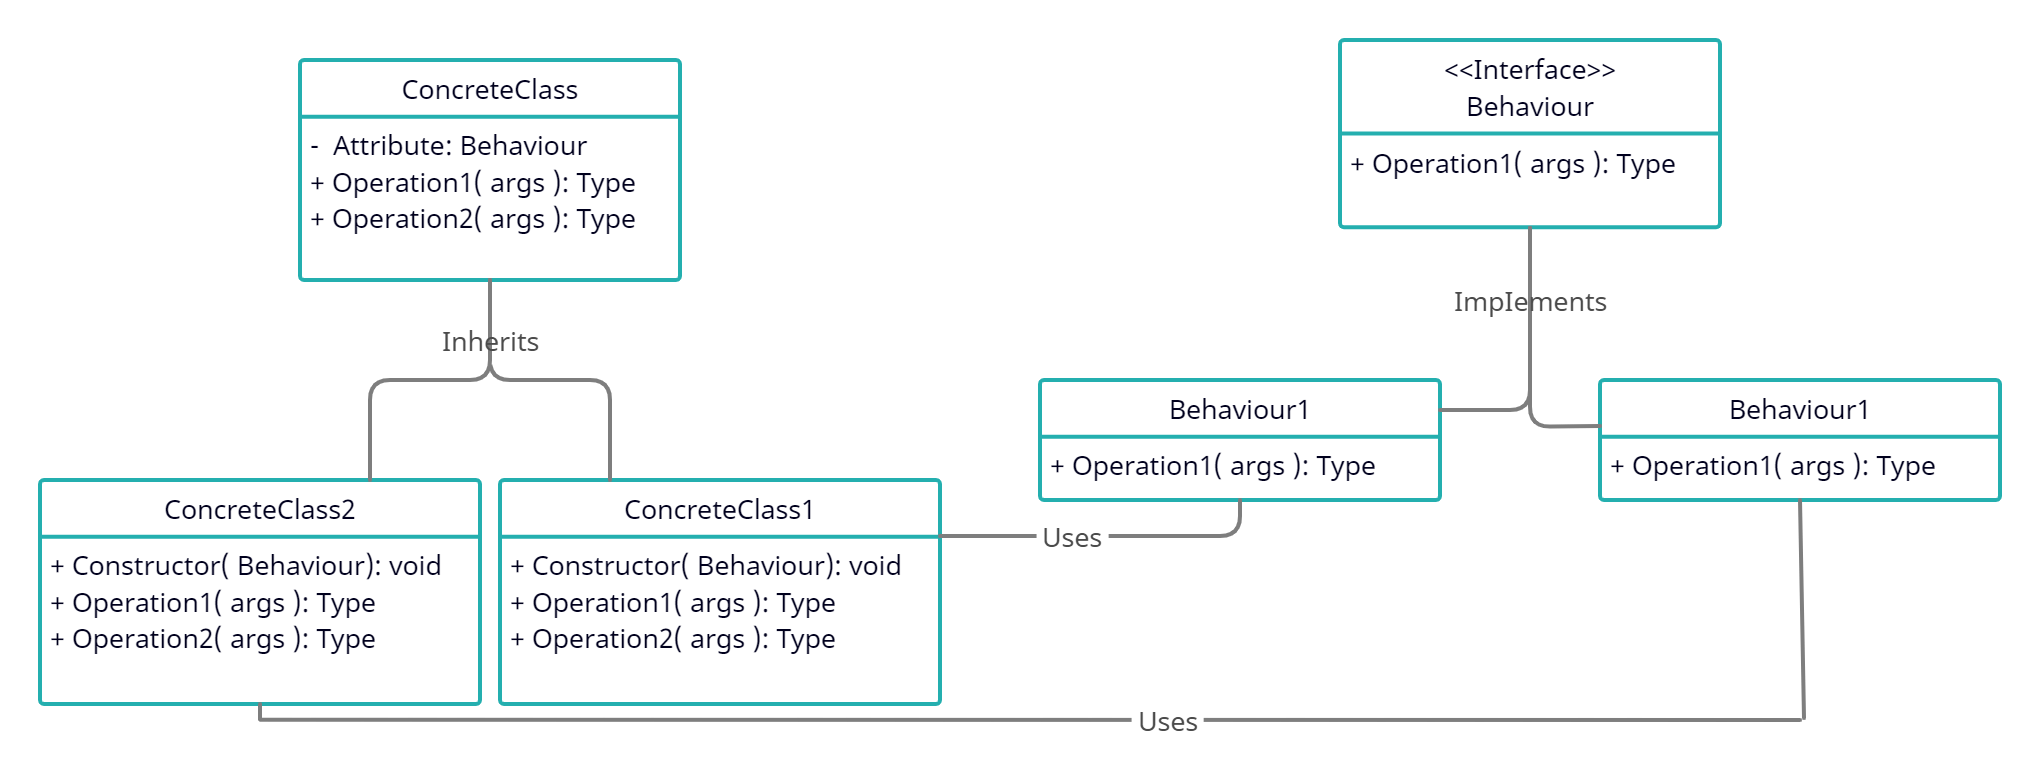 ConcreteClass
- Attribute: Behaviour
+ Operation1( args ): Type
+ Operation2( args ): Type
<<Interface>>
Behaviour
+ Operation1( args ): Type
Inherits
Implements
Behaviour1
+ Operation1( args ): Type
Behaviour1
+ Operation1( args ): Type
ConcreteClass2
+ Constructor( Behaviour): void
+ Operation1( args ): Type
+ Operation2( args ): Type
ConcreteClass1
+ Constructor( Behaviour): void
+ Operation1( args ): Type
+ Operation2( args ): Type
Uses
Uses